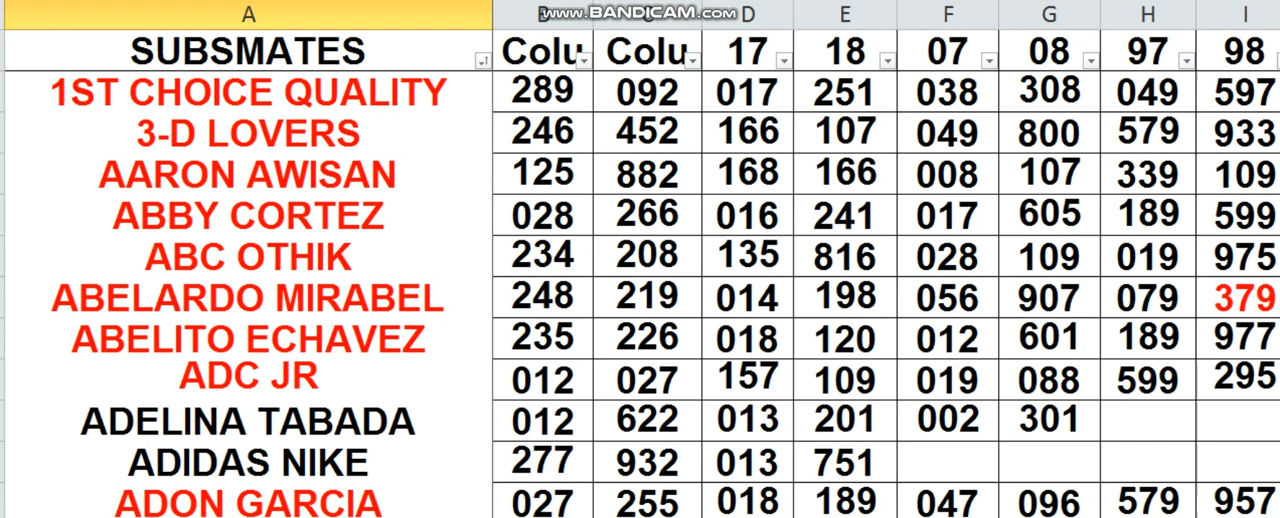 www.BANDICAM.com
A B C D E F G H I
SUBSMATES Colu Colu 17 18 07 08 97 98
1ST CHOICE QUALITY 289 092 017 251 038 308 049 597
3-D LOVERS 246 452 166 107 049 800 579 933
AARON AWISAN 125 882 168 166 008 107 339 109
ABBY CORTEZ 028 266 016 241 017 605 189 599
ABC OTHIK 234 208 135 816 028 109 019 975
ABELARDO MIRABEL 248 219 014 198 056 907 079 379
ABELITO ECHAVEZ 235 226 018 120 012 601 189 977
ADC JR 012 027 157 109 019 088 599 295
ADELINA TABADA 012 622 013 201 002 301
ADIDAS NIKE 277 932 013 751
ADON GARCIA 027 255 018 189 047 096 579 957